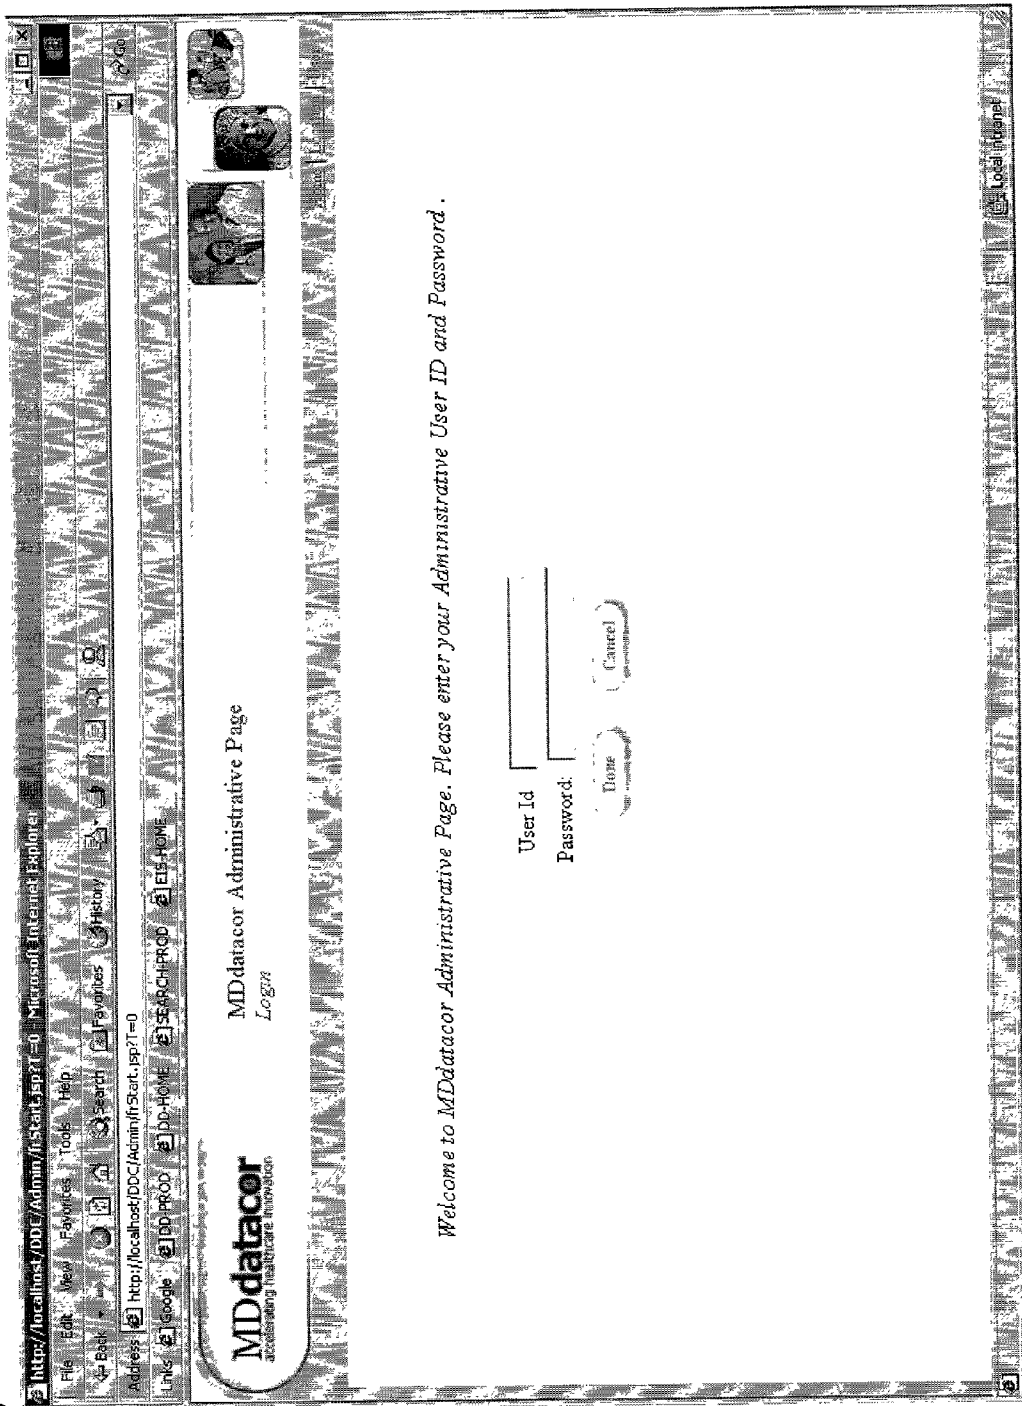 http://localhost/DDC/Admin/frStart.jsp?T=0 - Microsoft Internet Explorer
File Edit View Favorites Tools Help
Back Search Favorites History
Address http://localhost/DDC/Admin/frStart.jsp?T=0 Go
Links Google DD-PROD DD-HOME SEARCH-PROD EIS-HOME
MDdatacor
accelerating healthcare innovation
MDdatacor Administrative Page
Login
Welcome to MDdatacor Administrative Page. Please enter your Administrative User ID and Password .
User Id
Password:
Done Cancel
Local intranet